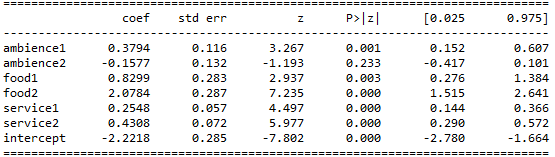 coef std err z P>|z| [0.025 0.975]
ambience1 0.3794 0.116 3.267 0.001 0.152 0.607
ambience2 -0.1577 0.132 -1.193 0.233 -0.417 0.101
food1 0.8299 0.283 2.937 0.003 0.276 1.384
food2 2.0784 0.287 7.235 0.000 1.515 2.641
service1 0.2548 0.057 4.497 0.000 0.144 0.366
service2 0.4308 0.072 5.977 0.000 0.290 0.572
intercept -2.2218 0.285 -7.802 0.000 -2.780 -1.664